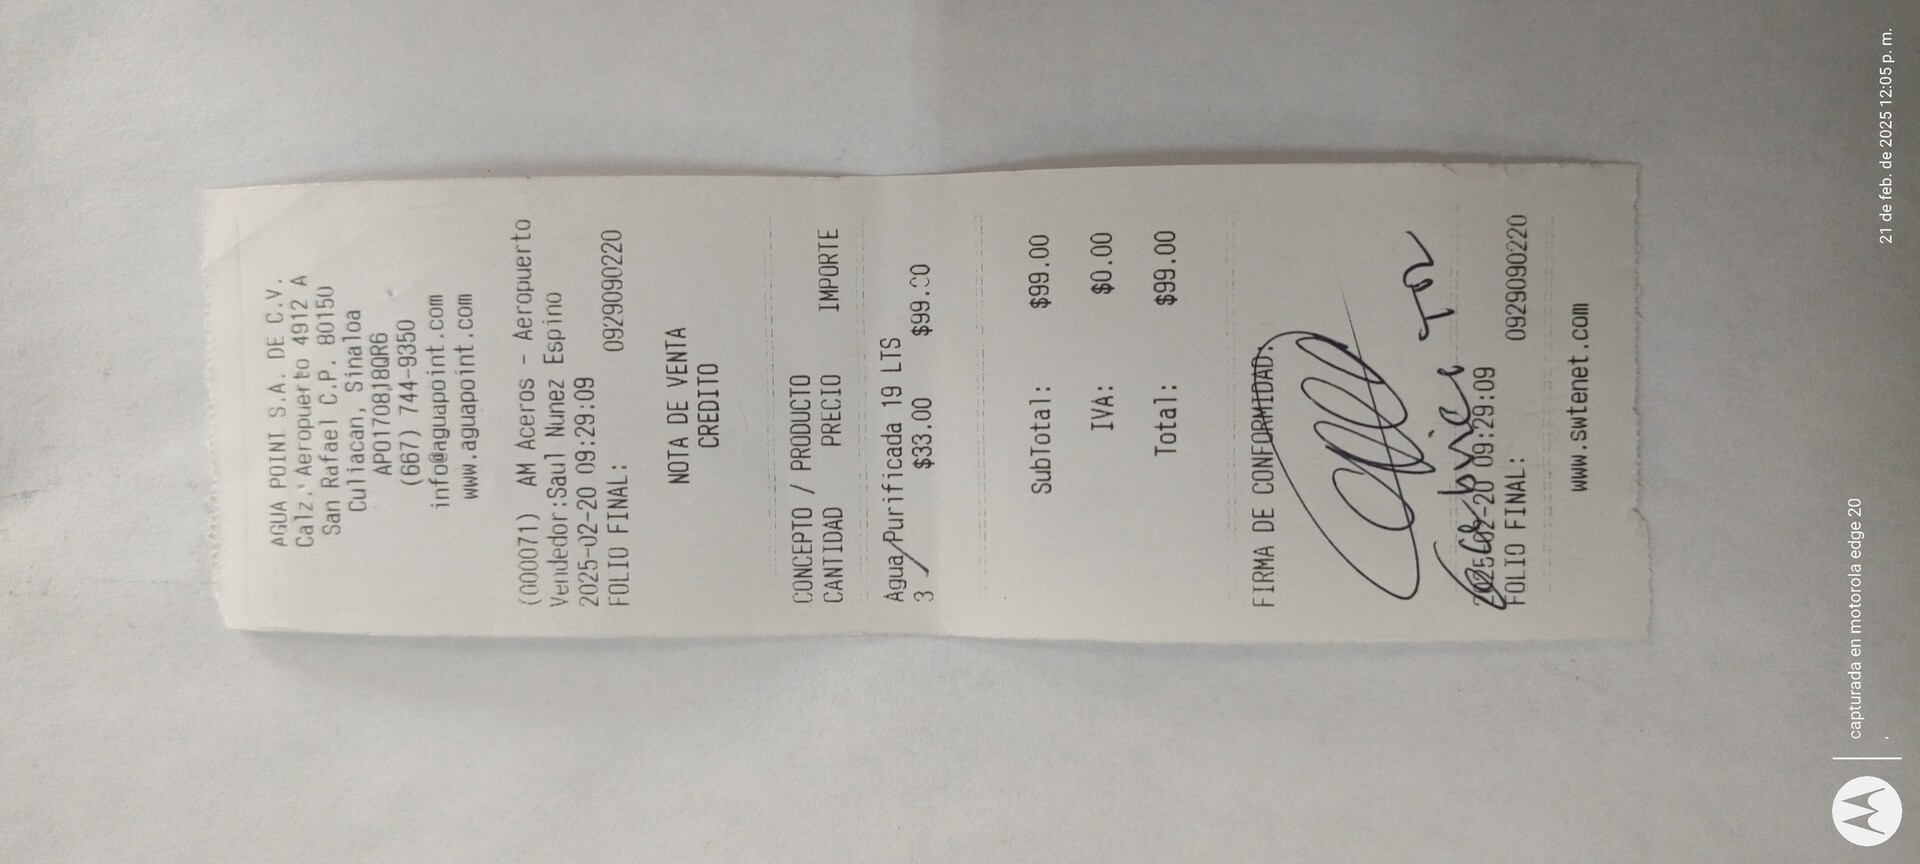 AGUA POINT S.A. DE C.V.
Calz. Aeropuerto 4912 A
San Rafael C.P. 80150
Culiacan, Sinaloa
APO1708J8QR6
(667) 744-9350
info@aguapoint.com
www.aguapoint.com
(000071) AM Aceros - Aeropuerto
Vendedor:Saul Nunez Espino
2025-02-20 09:29:09
FOLIO FINAL: 0929090220
NOTA DE VENTA
CREDITO
CONCEPTO / PRODUCTO
CANTIDAD PRECIO IMPORTE
Agua Purificada 19 LTS
3 $33.00 $99.00
SubTotal: $99.00
IVA: $0.00
Total: $99.00
FIRMA DE CONFORMIDAD:
2025-02-20 09:29:09
FOLIO FINAL: 0929090220
www.swtenet.com
capturada en motorola edge 20
21 de feb. de 2025 12:05 p. m.